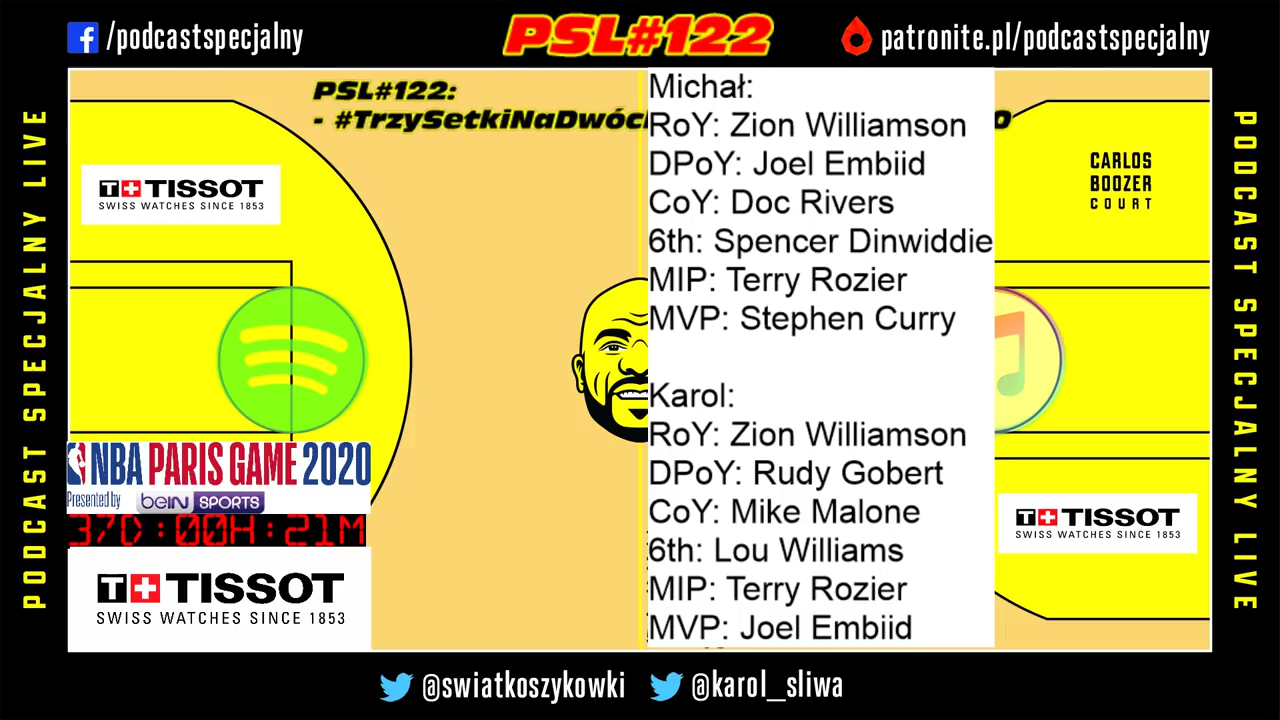 /podcastspecjalny
PSL#122
patronite.pl/podcastspecjalny
PODCAST SPECJALNY LIVE
PSL#122:
- #TrzySetkiNaDwóc
TISSOT
SWISS WATCHES SINCE 1853
Michał:
RoY: Zion Williamson
DPoY: Joel Embiid
CoY: Doc Rivers
6th: Spencer Dinwiddie
MIP: Terry Rozier
MVP: Stephen Curry
Karol:
RoY: Zion Williamson
DPoY: Rudy Gobert
CoY: Mike Malone
6th: Lou Williams
MIP: Terry Rozier
MVP: Joel Embiid
CARLOS
BOOZER
COURT
NBA PARIS GAME 2020
Presented by beIN SPORTS
37D:00H:21M
TISSOT
SWISS WATCHES SINCE 1853
TISSOT
SWISS WATCHES SINCE 1853
PODCAST SPECJALNY LIVE
@swiatkoszykowki
@karol_sliwa